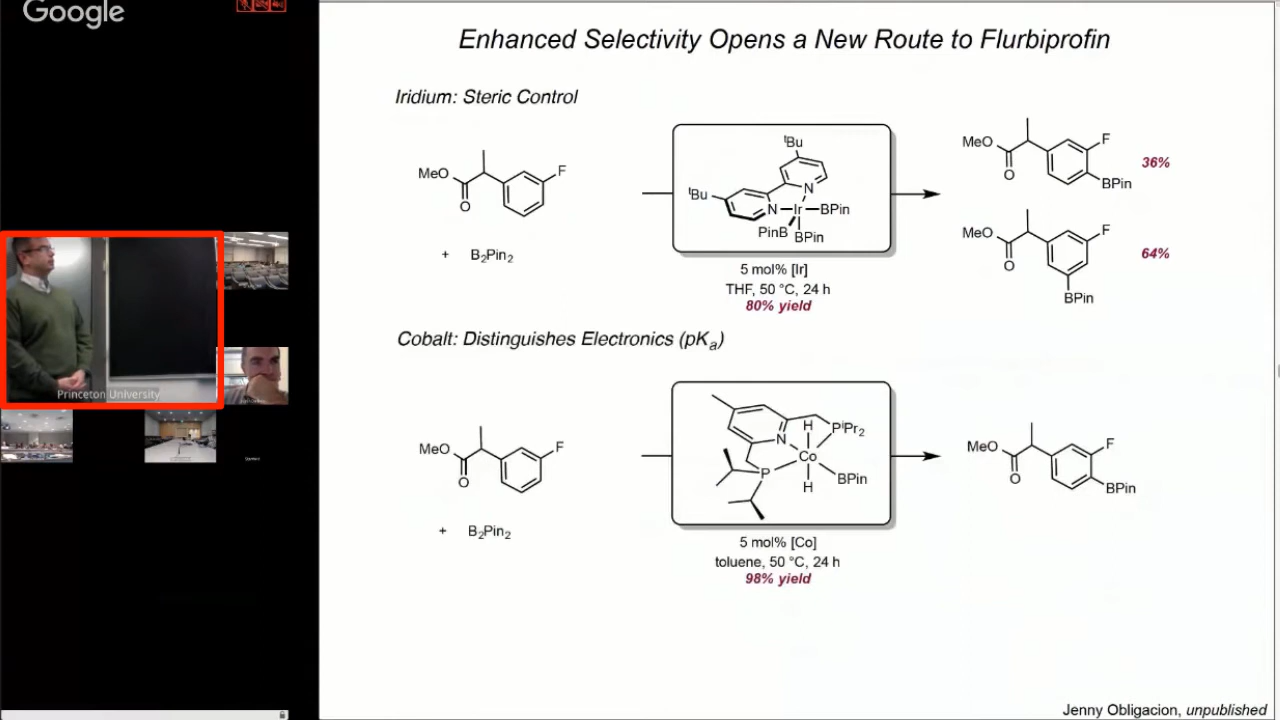 Google
Princeton University
Enhanced Selectivity Opens a New Route to Flurbiprofin
Iridium: Steric Control
MeO
O
F
+ B2Pin2
tBu
tBu
N
N
Ir
BPin
PinB
BPin
5 mol% [Ir]
THF, 50 °C, 24 h
80% yield
MeO
O
F
BPin
36%
MeO
O
F
BPin
64%
Cobalt: Distinguishes Electronics (pKa)
MeO
O
F
+ B2Pin2
N
H
PiPr2
Co
P
BPin
H
5 mol% [Co]
toluene, 50 °C, 24 h
98% yield
MeO
O
F
BPin
Jenny Obligacion, unpublished